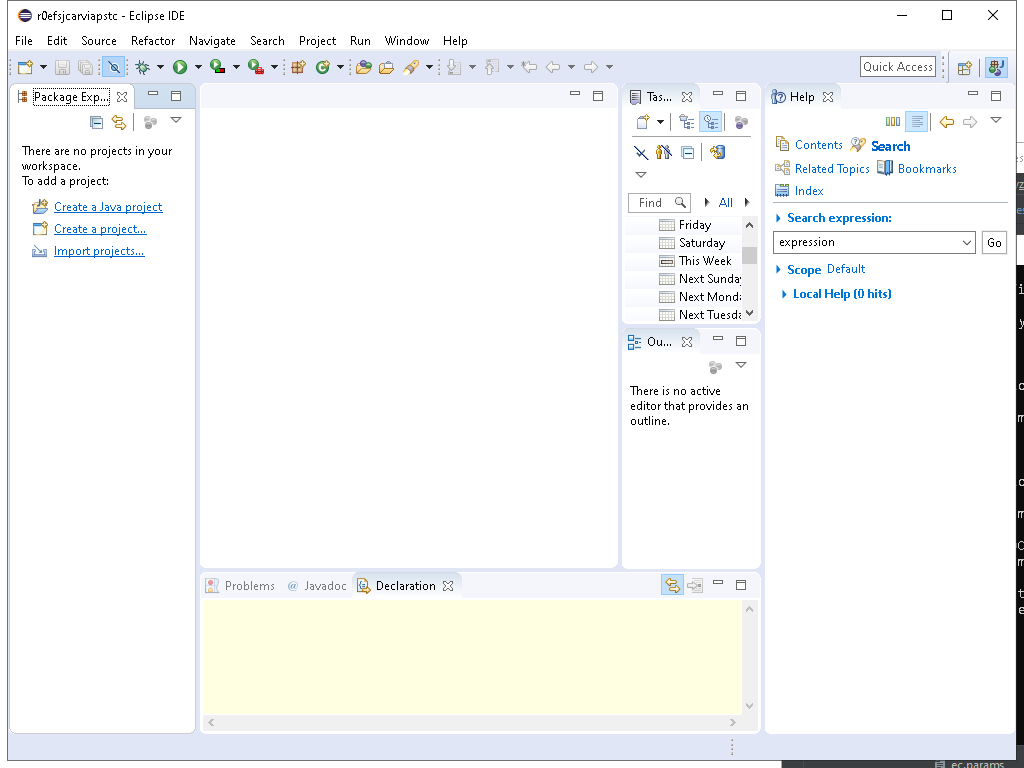 r0efsjcarviapstc - Eclipse IDE
File Edit Source Refactor Navigate Search Project Run Window Help
Quick Access
Package Exp...
There are no projects in your
workspace.
To add a project:
Create a Java project
Create a project...
Import projects...
Tas...
Find
All
Friday
Saturday
This Week
Next Sunday
Next Mond
Next Tuesd
Ou...
There is no active
editor that provides an
outline.
Help
Contents
Search
Related Topics
Bookmarks
Index
Search expression:
expression
Go
Scope Default
Local Help (0 hits)
Problems
@ Javadoc
Declaration
ec.params